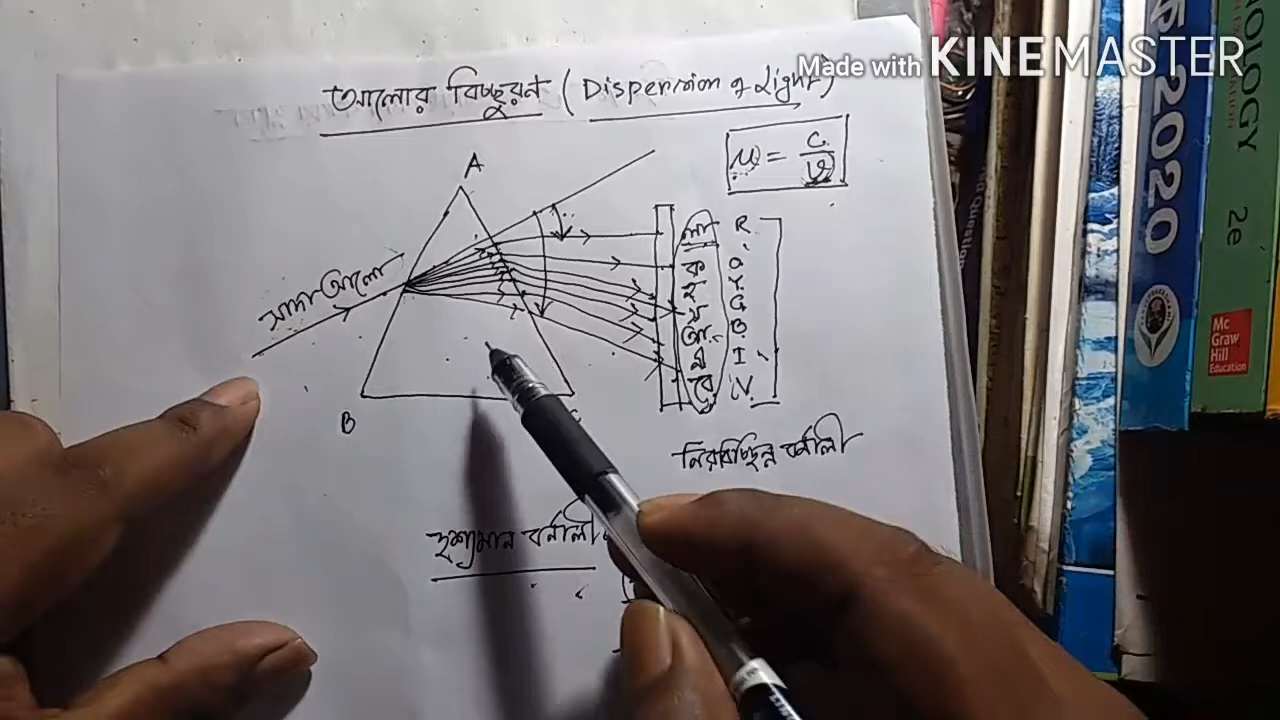 Made with KINEMASTER
আলোর বিচ্ছুরণ (Dispersion of Light)
A
μ = c/v
সাদা আলো
লা R
ক O
হ Y
স G
আ B
নী I
বে V
B
নিরবিচ্ছিন্ন বর্নালী
দৃশ্যমান বর্নালী
2020
OLOGY
2e
Mc
Graw
Hill
Education